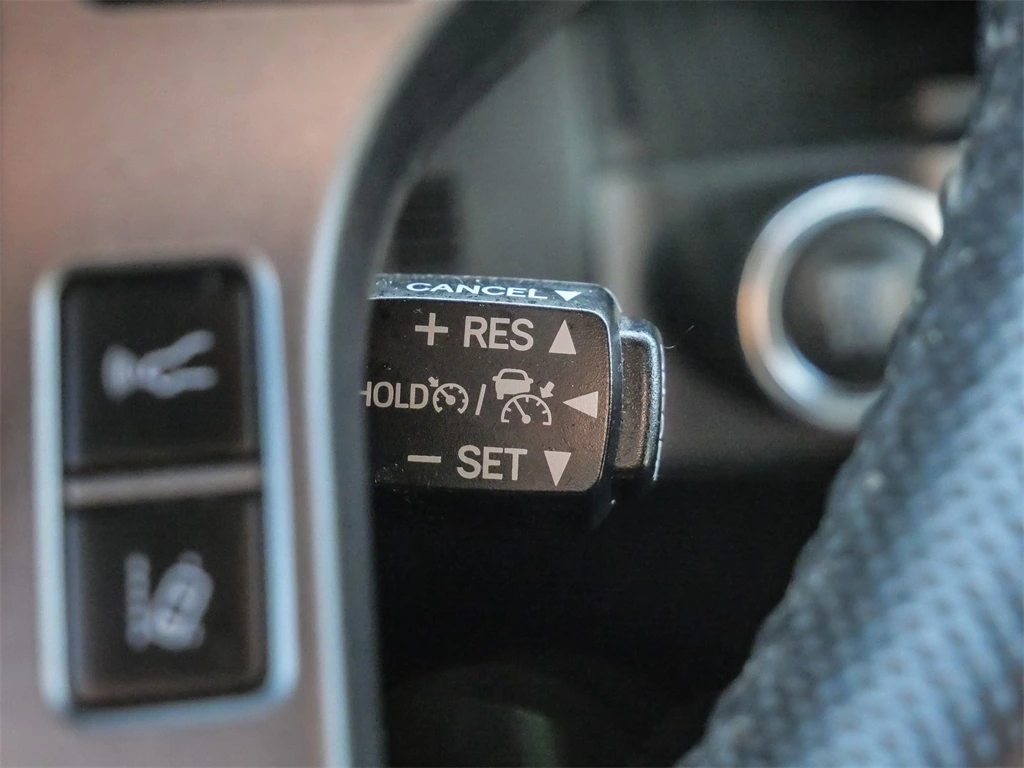 CANCEL ▼
+ RES ▲
HOLD / ◀
− SET ▼